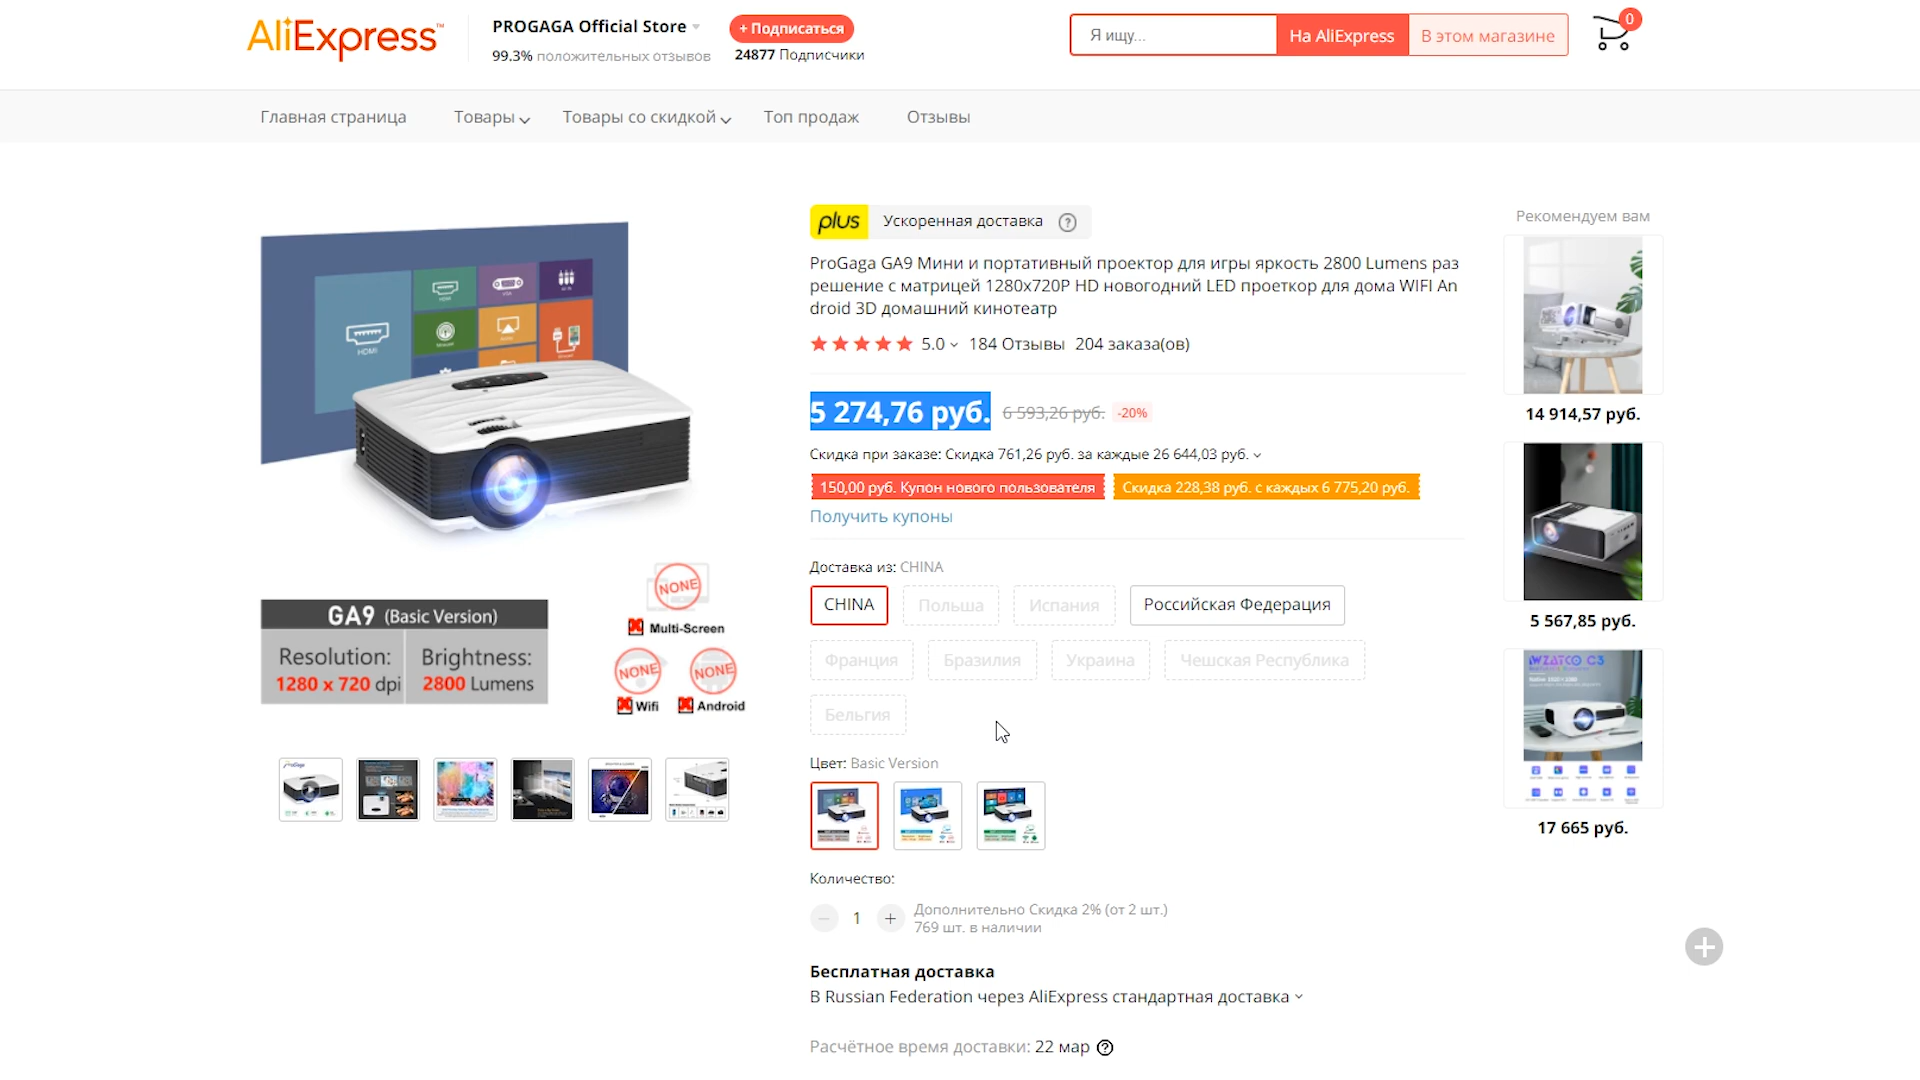 AliExpress™
PROGAGA Official Store
99.3% положительных отзывов
+ Подписаться
24877 Подписчики
Я ищу...
На AliExpress
В этом магазине
0
Главная страница
Товары
Товары со скидкой
Топ продаж
Отзывы
HDMI
GA9 (Basic Version)
Resolution:
1280 x 720 dpi
Brightness:
2800 Lumens
NONE
Multi-Screen
NONE
Wifi
NONE
Android
plus
Ускоренная доставка
ProGaga GA9 Мини и портативный проектор для игры яркость 2800 Lumens раз
решение с матрицей 1280x720P HD новогодний LED проеткор для дома WIFI An
droid 3D домашний кинотеатр
5.0
184 Отзывы
204 заказа(ов)
5 274,76 руб.
6 593,26 руб.
-20%
Скидка при заказе: Скидка 761,26 руб. за каждые 26 644,03 руб.
150,00 руб. Купон нового пользователя
Скидка 228,38 руб. с каждых 6 775,20 руб.
Получить купоны
Доставка из: CHINA
CHINA
Польша
Испания
Российская Федерация
Франция
Бразилия
Украина
Чешская Республика
Бельгия
Цвет: Basic Version
Количество:
1
Дополнительно Скидка 2% (от 2 шт.)
769 шт. в наличии
Бесплатная доставка
В Russian Federation через AliExpress стандартная доставка
Расчётное время доставки: 22 мар
Рекомендуем вам
14 914,57 руб.
5 567,85 руб.
WZATCO C3
17 665 руб.